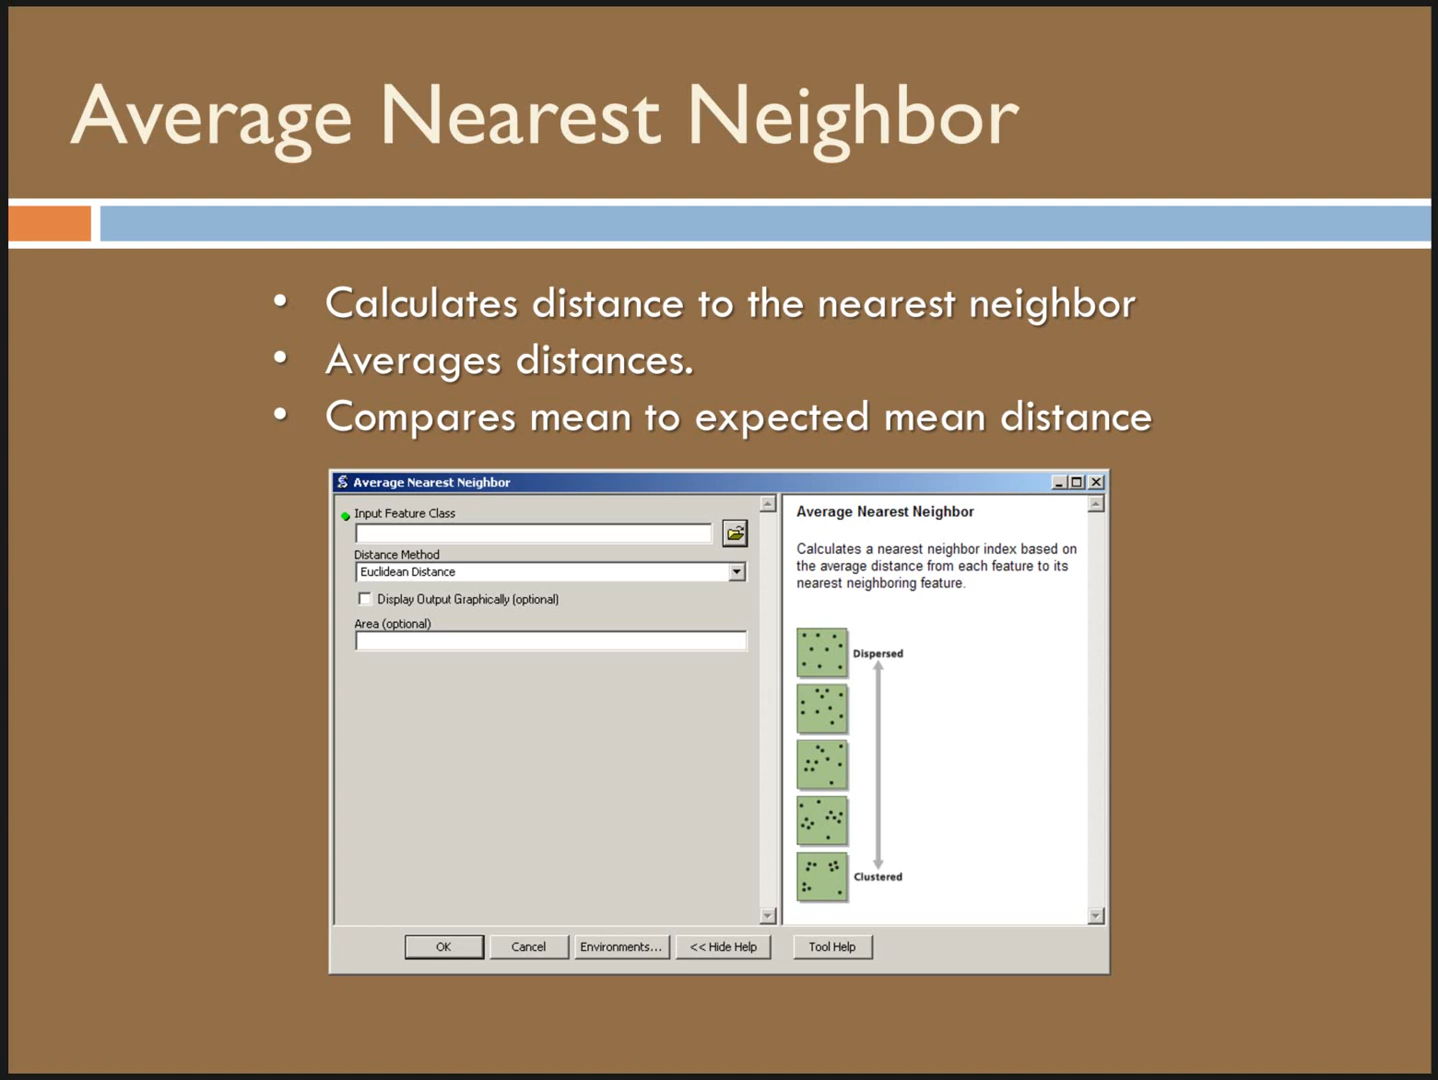 Average Nearest Neighbor
• Calculates distance to the nearest neighbor
• Averages distances.
• Compares mean to expected mean distance
Average Nearest Neighbor
Input Feature Class
Distance Method
Euclidean Distance
Display Output Graphically (optional)
Area (optional)
Average Nearest Neighbor
Calculates a nearest neighbor index based on
the average distance from each feature to its
nearest neighboring feature.
Dispersed
Clustered
OK
Cancel
Environments...
<< Hide Help
Tool Help